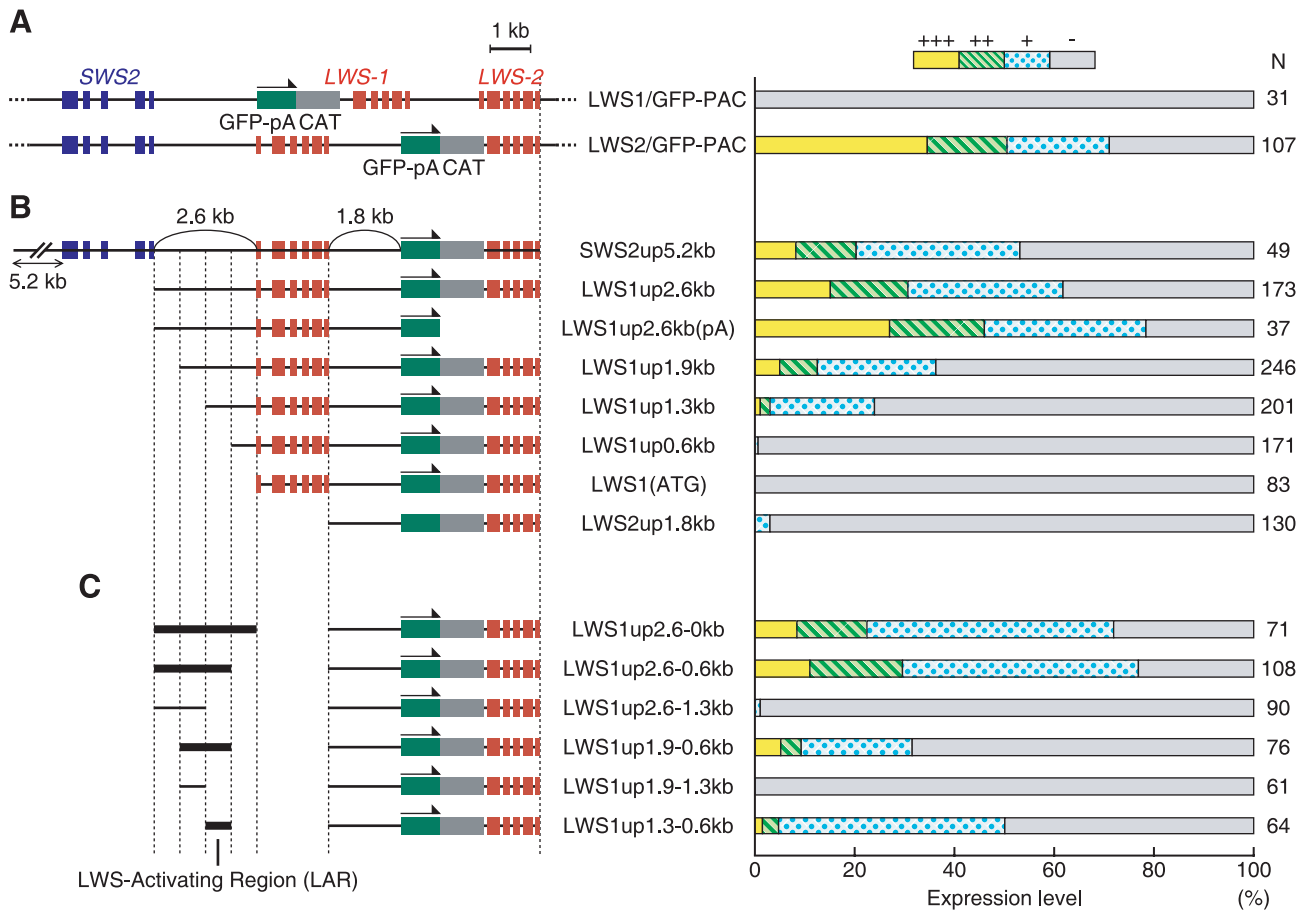 A
1 kb
+++ ++ + -
N
SWS2 LWS-1 LWS-2
GFP-pA CAT
LWS1/GFP-PAC 31
GFP-pA CAT
LWS2/GFP-PAC 107
B
2.6 kb 1.8 kb
5.2 kb
SWS2up5.2kb 49
LWS1up2.6kb 173
LWS1up2.6kb(pA) 37
LWS1up1.9kb 246
LWS1up1.3kb 201
LWS1up0.6kb 171
LWS1(ATG) 83
LWS2up1.8kb 130
C
LWS1up2.6-0kb 71
LWS1up2.6-0.6kb 108
LWS1up2.6-1.3kb 90
LWS1up1.9-0.6kb 76
LWS1up1.9-1.3kb 61
LWS1up1.3-0.6kb 64
LWS-Activating Region (LAR)
0 20 40 60 80 100
Expression level (%)